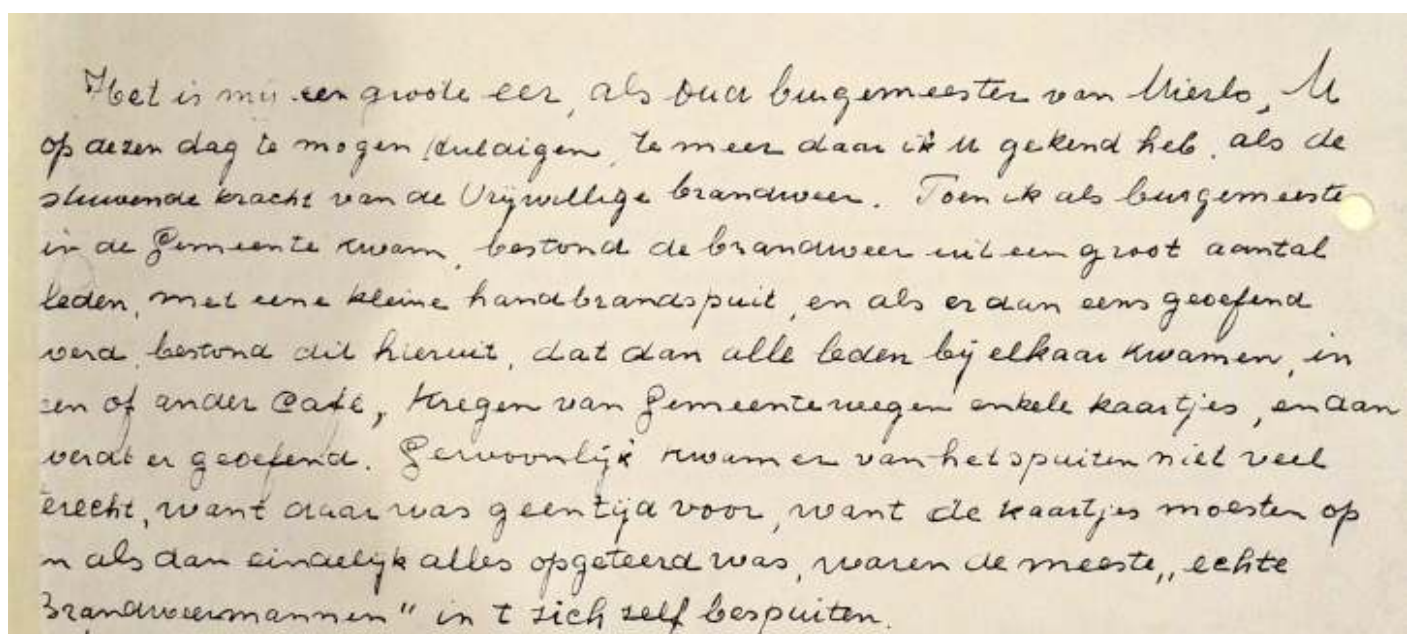 Het is mij een groote eer, als oud burgemeester van Mierlo, U
op dezen dag te mogen huldigen, te meer daar ik U gekend heb, als de
stuwende kracht van de Vrijwillige brandweer. Toen ik als burgemeeste
in de Gemeente kwam, bestond de brandweer uit een groot aantal
leden, met eene kleine handbrandspuit, en als er dan eens geoefend
werd, bestond dit hieruit, dat dan alle leden bij elkaar kwamen, in
een of ander Café, kregen van Gemeentewegen enkele kaartjes, en dan
werdt er geoefend. Gewoonlijk kwam er van het spuiten niet veel
erecht, want daar was geen tijd voor, want de kaartjes moesten op
n als dan eindelijk alles opgeteerd was, waren de meeste „echte
Brandweermannen" in t zich zelf bespuiten.